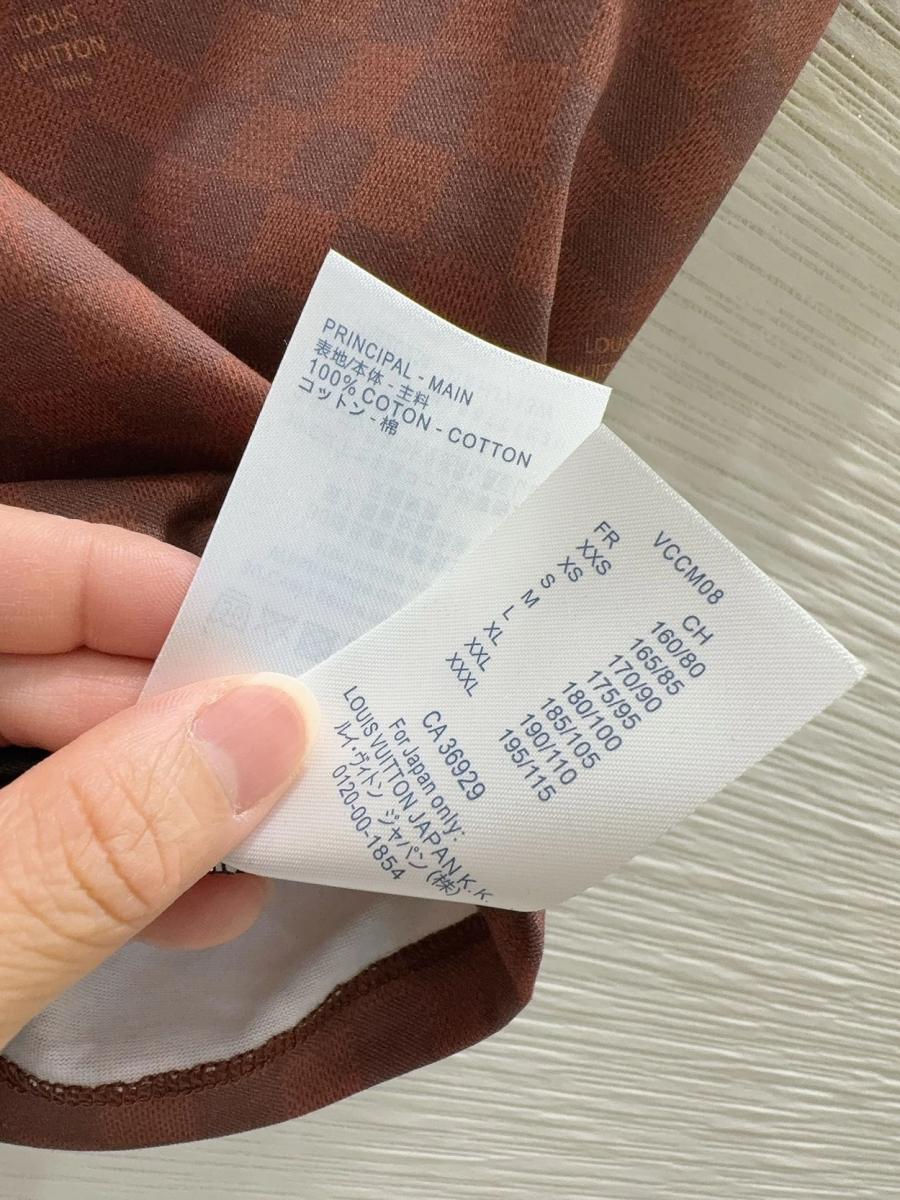 LOUIS
VUITTON
PARIS
PRINCIPAL - MAIN
表地/本体 - 主料
100% COTON - COTTON
コットン - 棉
VCCM08
FR CH
XXS 160/80
XS 165/85
S 170/90
M 175/95
L 180/100
XL 185/105
XXL 190/110
XXXL 195/115
CA 36929
For Japan only:
LOUIS VUITTON JAPAN K.K.
ルイ・ヴィトン ジャパン (株)
0120-00-1854
LOUIS